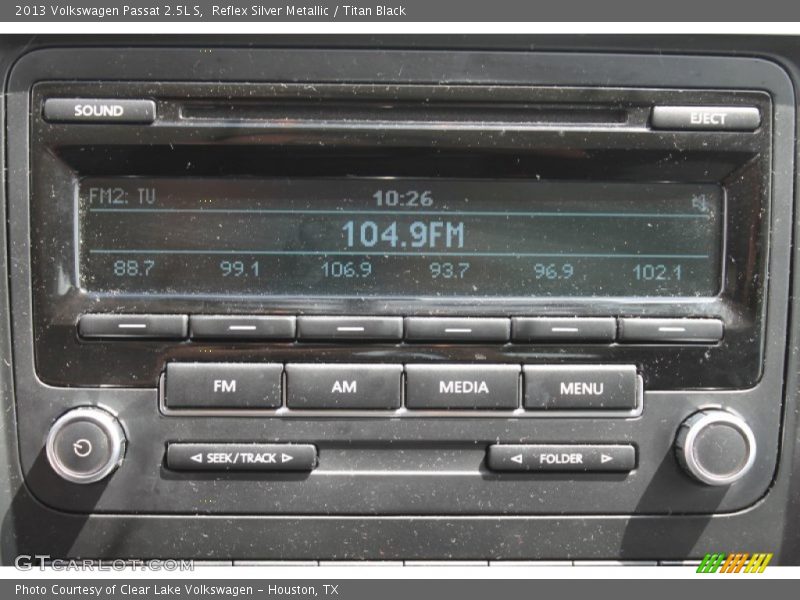 2013 Volkswagen Passat 2.5L S,  Reflex Silver Metallic / Titan Black
SOUND
EJECT
FM2: TU 10:26
104.9FM
88.7 99.1 106.9 93.7 96.9 102.1
FM AM MEDIA MENU
SEEK/TRACK FOLDER
GTCARLOT.COM
Photo Courtesy of Clear Lake Volkswagen – Houston, TX